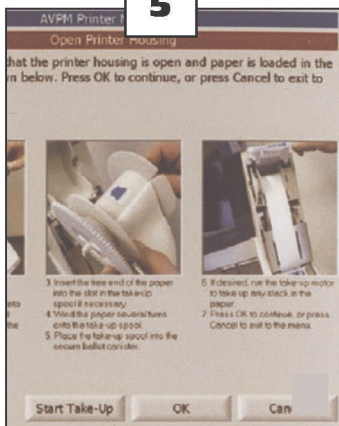 5
AVPM Printer
Open Printer Housing
that the printer housing is open and paper is loaded in the
n below. Press OK to continue, or press Cancel to exit to
3. Insert the free end of the paper
into the slot in the take-up
spool if necessary.
4. Wind the paper several turns
onto the take-up spool.
5. Place the take-up spool into the
secure ballot canister.
6. If desired, run the take-up motor
to take up any slack in the
paper.
7. Press OK to continue, or press
Cancel to exit to the menu.
into
the
Start Take-Up
OK
Can